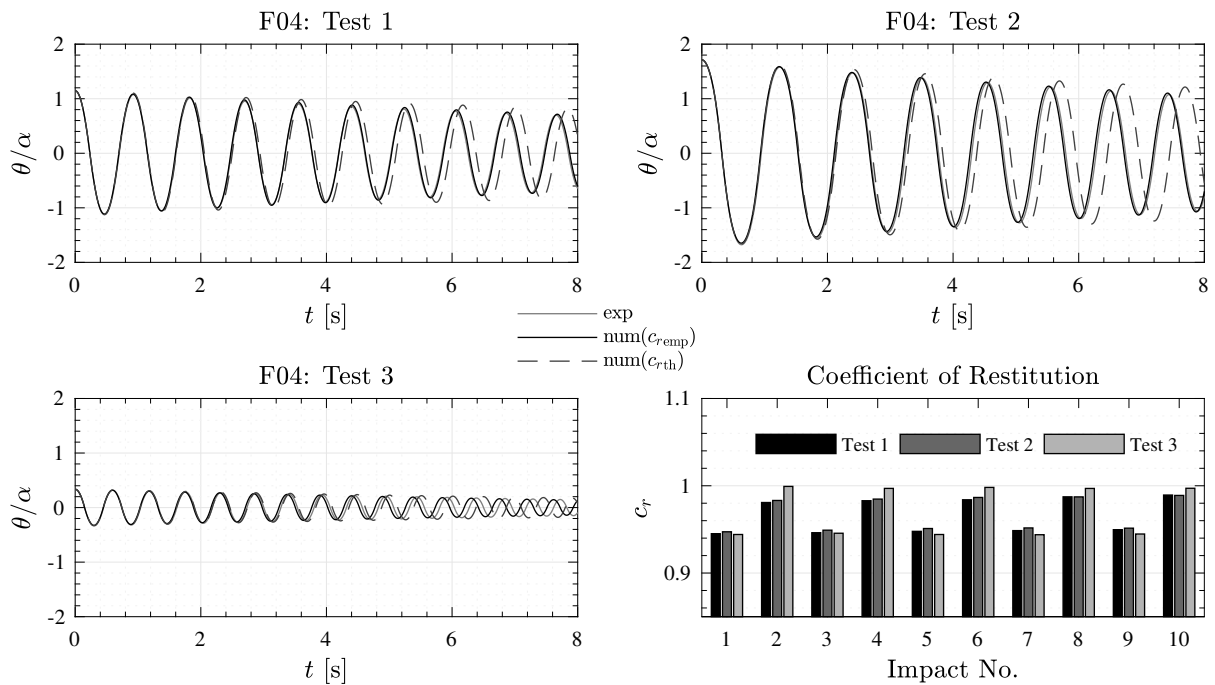 F04: Test 1
2
1
0
-1
-2
θ/α
0 2 4 6 8
t [s]
F04: Test 2
2
1
0
-1
-2
θ/α
0 2 4 6 8
t [s]
exp
num(c_remp)
num(c_rth)
F04: Test 3
2
1
0
-1
-2
θ/α
0 2 4 6 8
t [s]
Coefficient of Restitution
1.1
1
0.9
c_r
Test 1 Test 2 Test 3
1 2 3 4 5 6 7 8 9 10
Impact No.